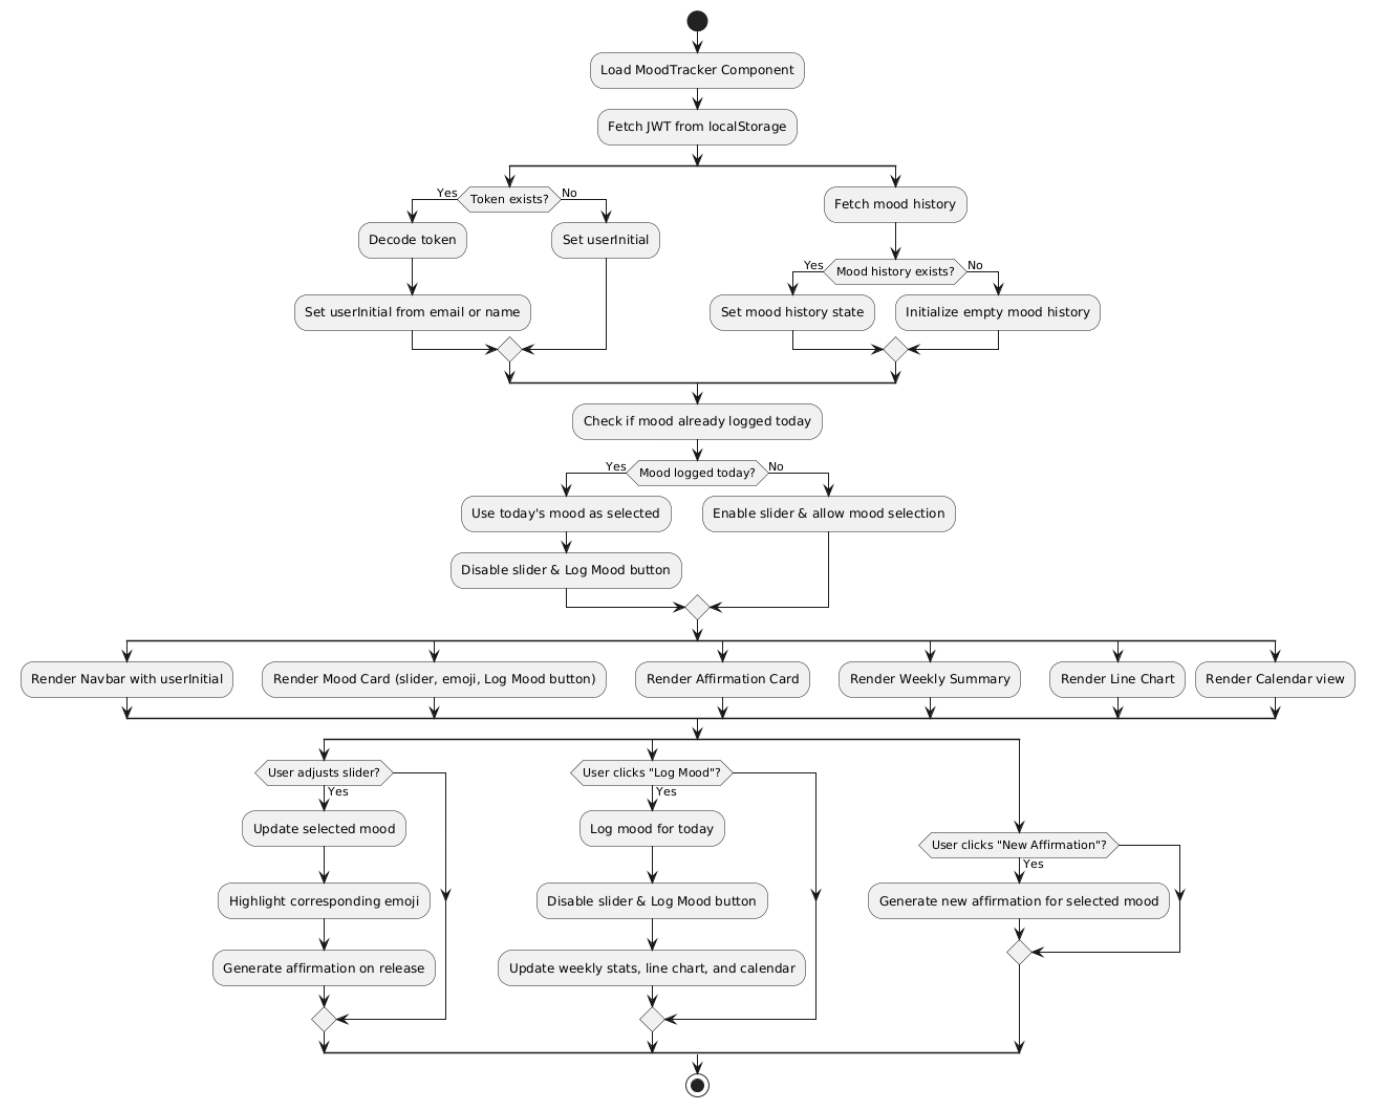 Load MoodTracker Component
Fetch JWT from localStorage
Yes
Token exists?
No
Fetch mood history
Decode token
Set userInitial
Yes
Mood history exists?
No
Set userInitial from email or name
Set mood history state
Initialize empty mood history
Check if mood already logged today
Yes
Mood logged today?
No
Use today's mood as selected
Enable slider & allow mood selection
Disable slider & Log Mood button
Render Navbar with userInitial
Render Mood Card (slider, emoji, Log Mood button)
Render Affirmation Card
Render Weekly Summary
Render Line Chart
Render Calendar view
User adjusts slider?
Yes
Update selected mood
Highlight corresponding emoji
Generate affirmation on release
User clicks "Log Mood"?
Yes
Log mood for today
Disable slider & Log Mood button
Update weekly stats, line chart, and calendar
User clicks "New Affirmation"?
Yes
Generate new affirmation for selected mood